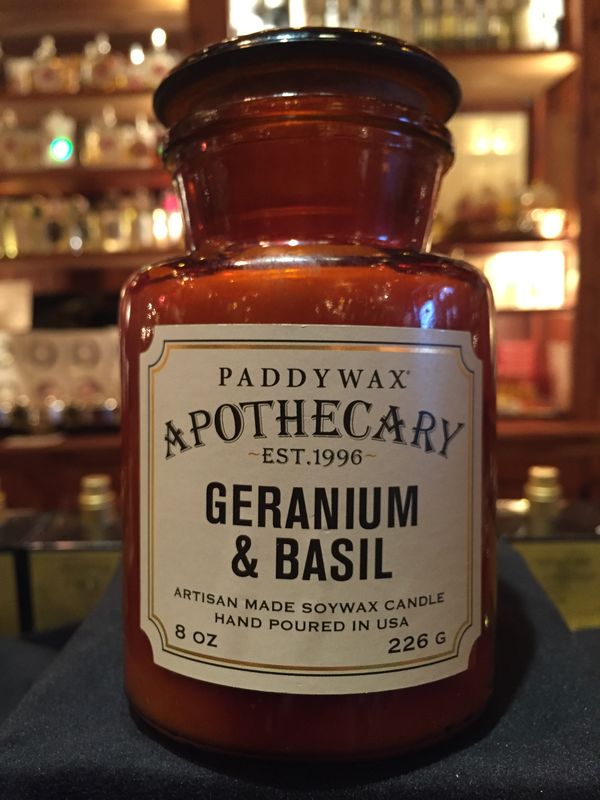 PADDYWAX®
APOTHECARY
~EST.1996~
GERANIUM
& BASIL
ARTISAN MADE SOYWAX CANDLE
HAND POURED IN USA
8 OZ 226 G